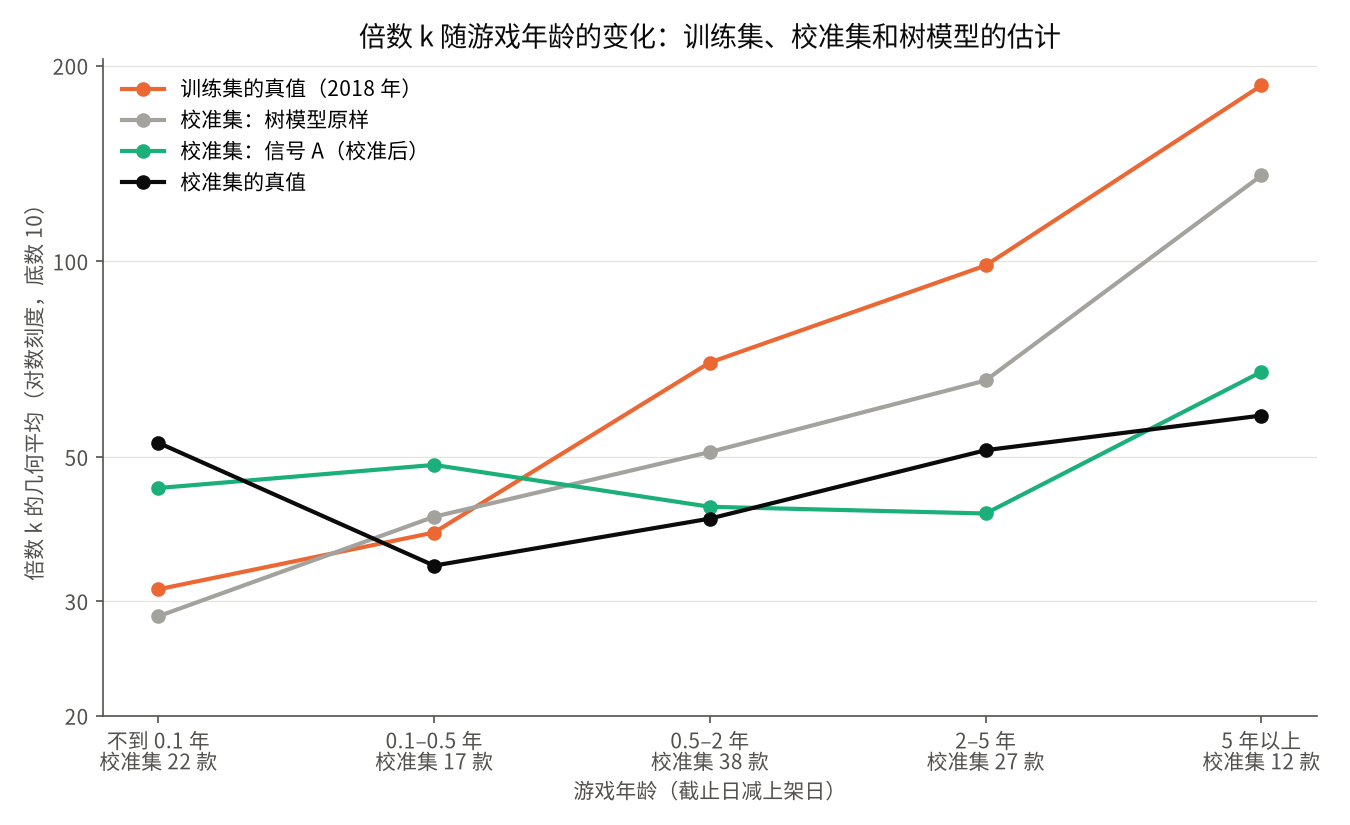 倍数 k 随游戏年龄的变化：训练集、校准集和树模型的估计
训练集的真值（2018 年）
校准集：树模型原样
校准集：信号 A（校准后）
校准集的真值
倍数 k 的几何平均（对数刻度，底数 10）
200
100
50
30
20
不到 0.1 年
校准集 22 款
0.1–0.5 年
校准集 17 款
0.5–2 年
校准集 38 款
2–5 年
校准集 27 款
5 年以上
校准集 12 款
游戏年龄（截止日减上架日）